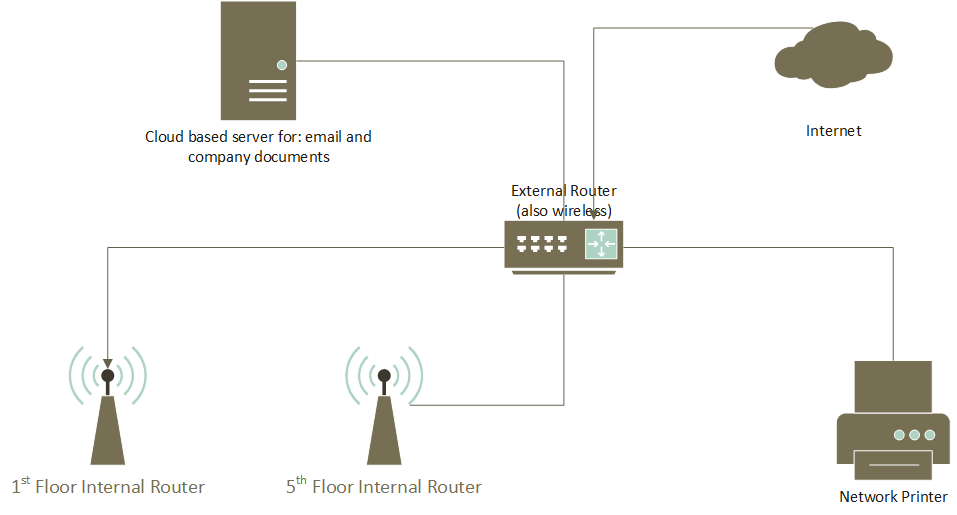 Cloud based server for: email and
company documents
Internet
External Router
(also wireless)
1st Floor Internal Router
5th Floor Internal Router
Network Printer